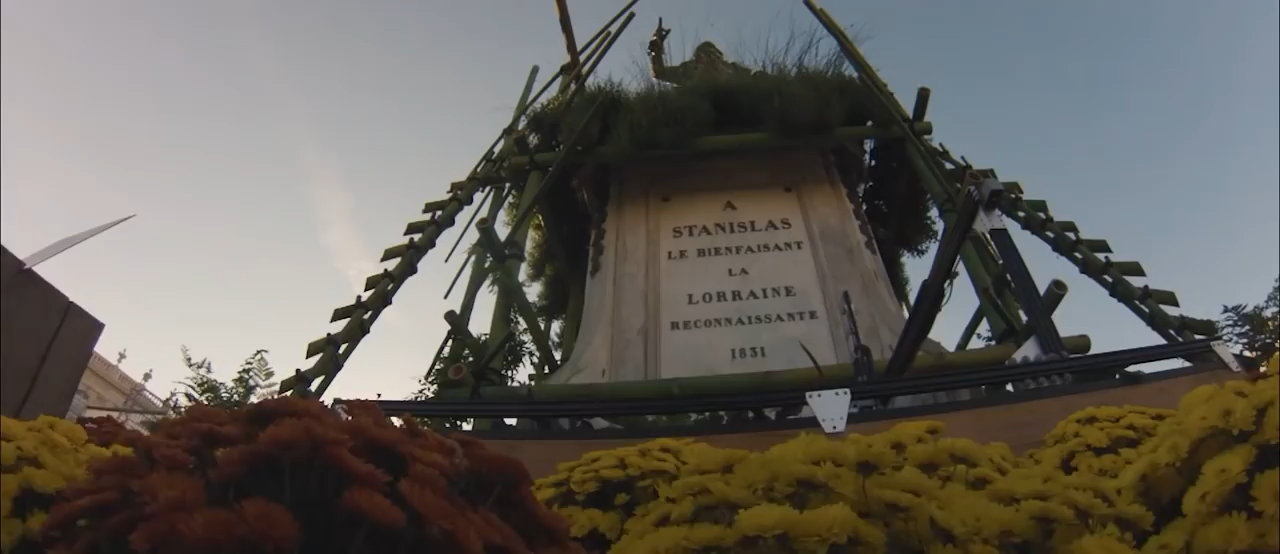 A
STANISLAS
LE BIENFAISANT
LA
LORRAINE
RECONNAISSANTE
1831